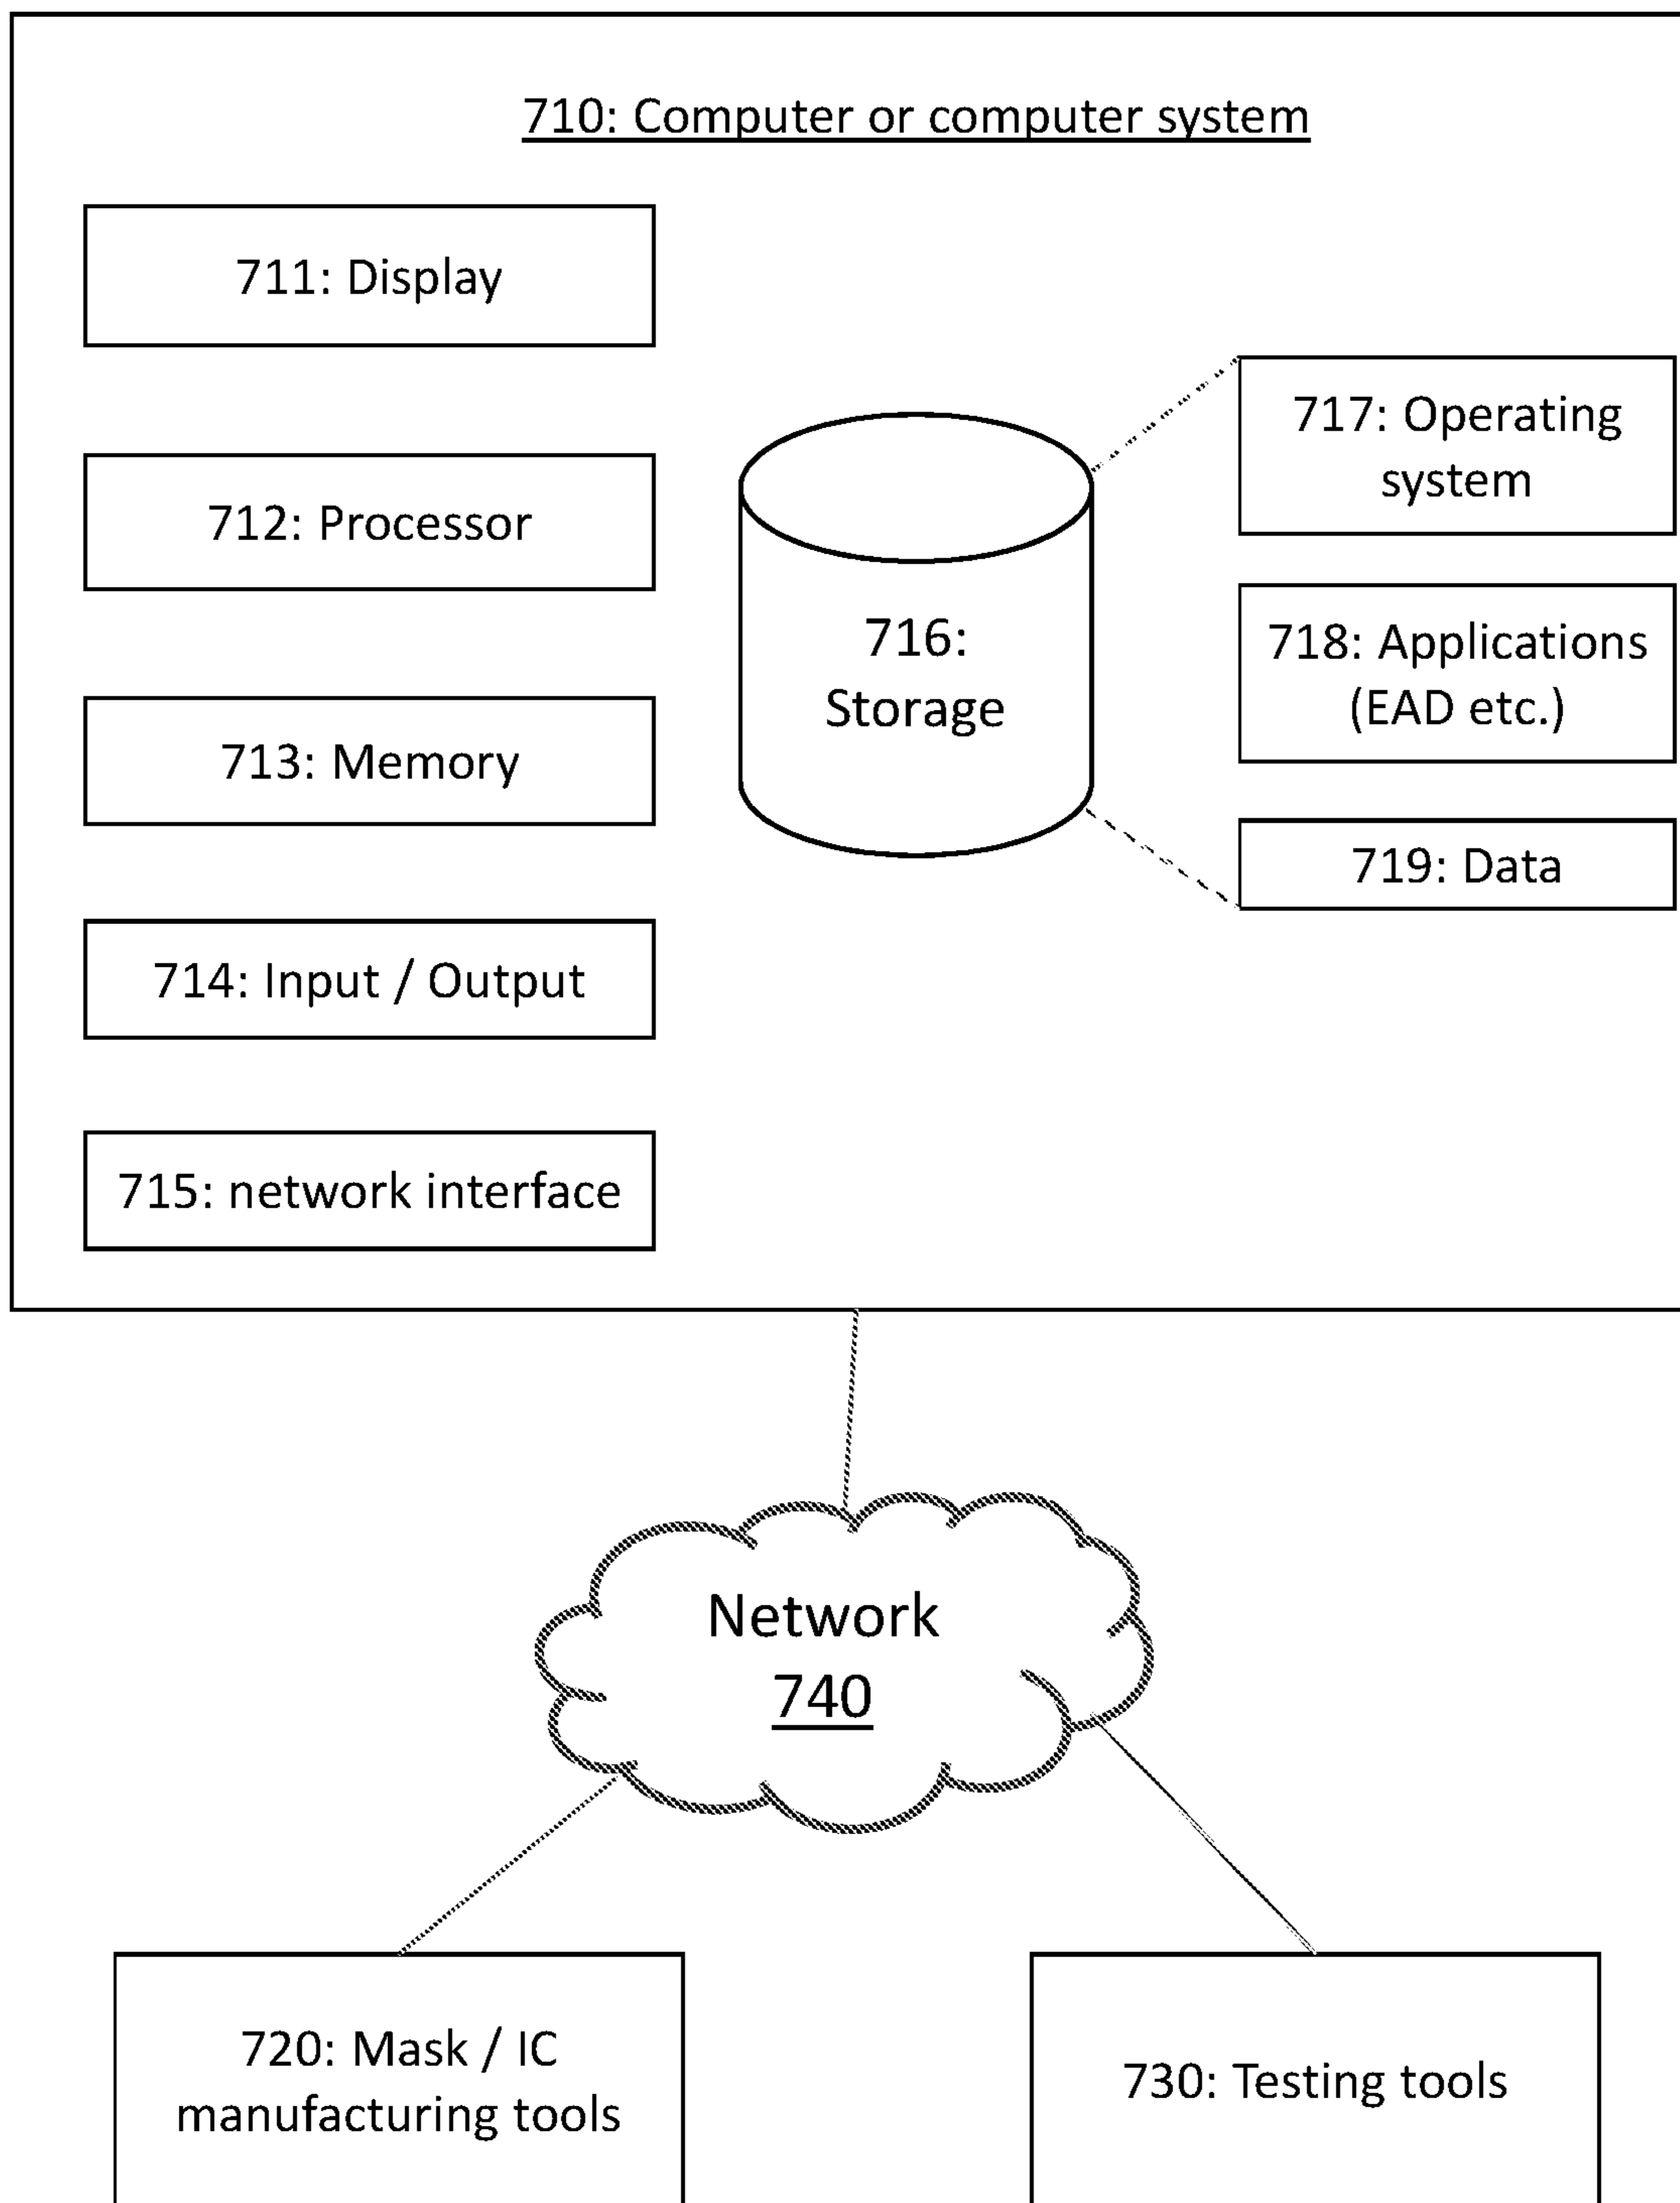 710: Computer or computer system
711: Display
712: Processor
713: Memory
714: Input / Output
715: network interface
716:
Storage
717: Operating
system
718: Applications
(EAD etc.)
719: Data
Network
740
720: Mask / IC
manufacturing tools
730: Testing tools